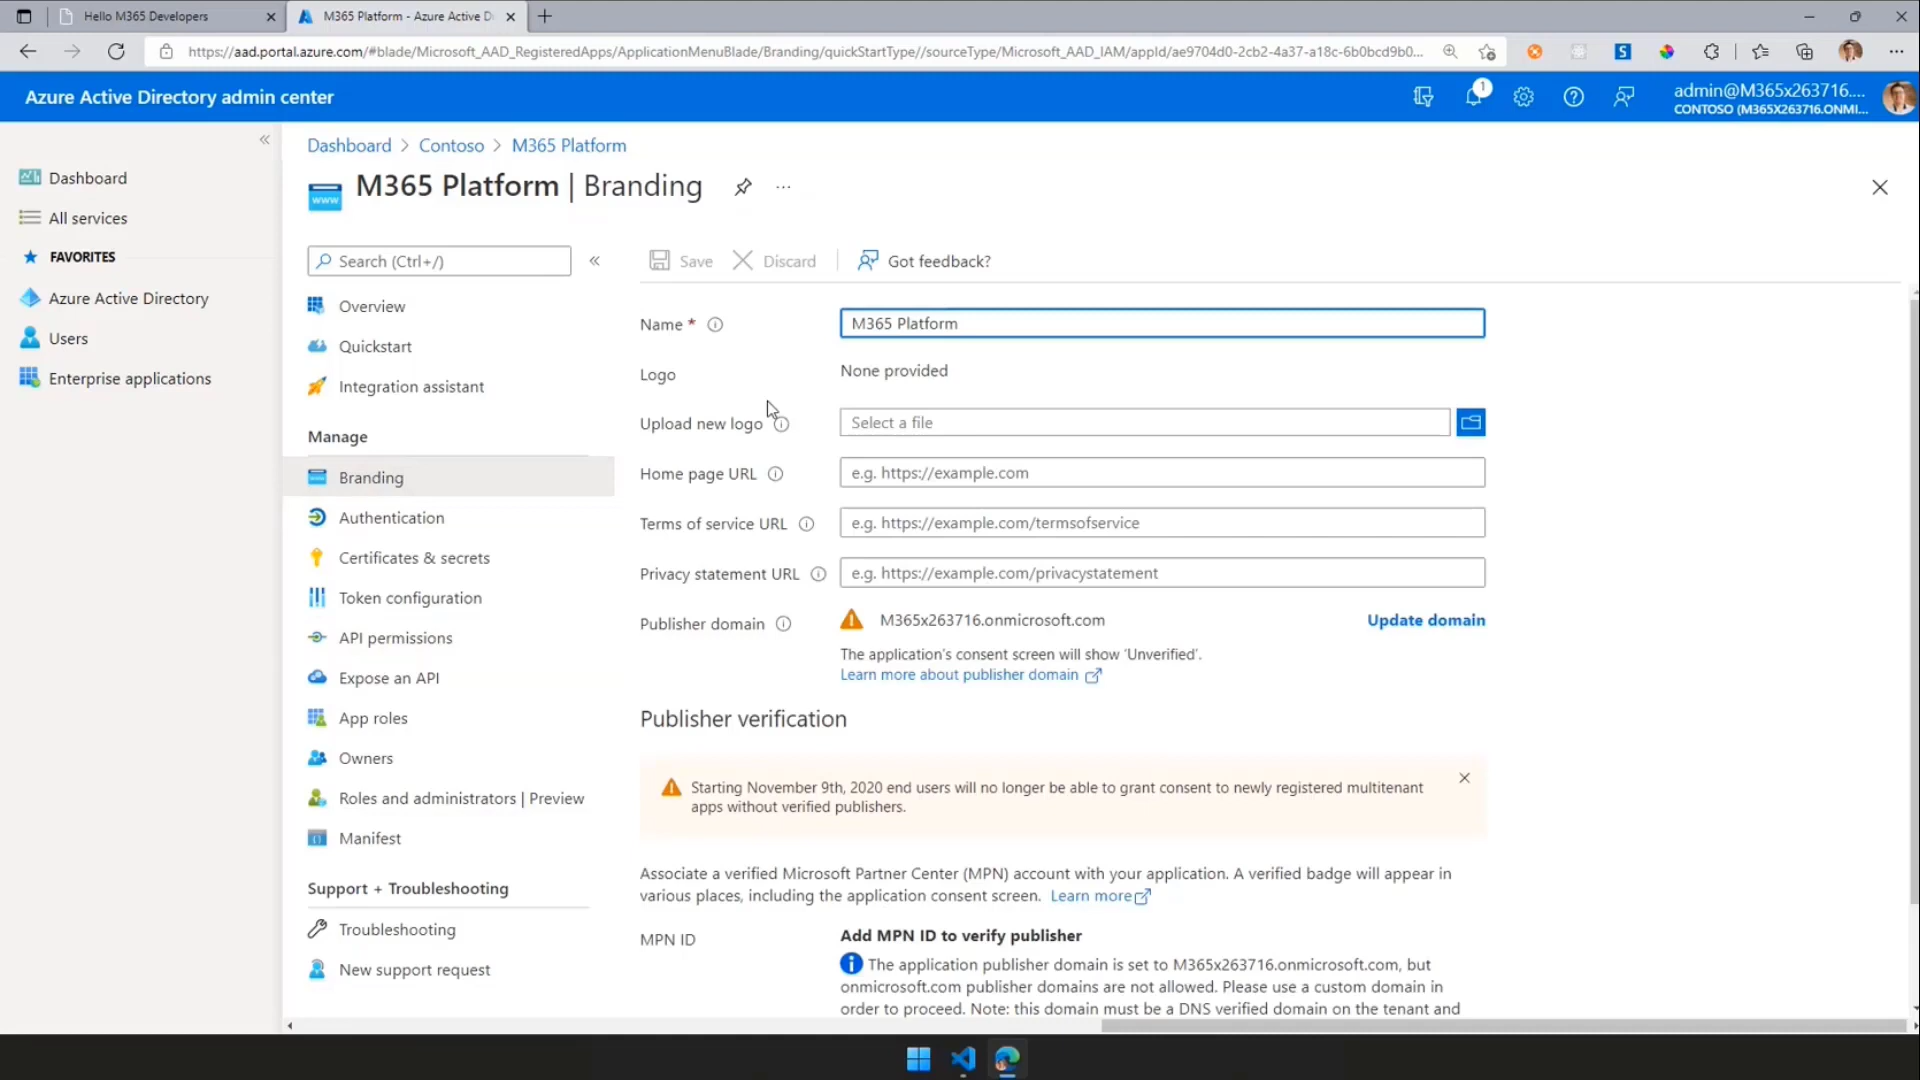 Hello M365 Developers
M365 Platform - Azure Active Di
https://aad.portal.azure.com/#blade/Microsoft_AAD_RegisteredApps/ApplicationMenuBlade/Branding/quickStartType//sourceType/Microsoft_AAD_IAM/appId/ae9704d0-2cb2-4a37-a18c-6b0bcd9b0...
Azure Active Directory admin center
1
admin@M365x263716....
CONTOSO (M365X263716.ONMI...
Dashboard
All services
FAVORITES
Azure Active Directory
Users
Enterprise applications
Dashboard > Contoso > M365 Platform
www
M365 Platform | Branding
Search (Ctrl+/)
Overview
Quickstart
Integration assistant
Manage
Branding
Authentication
Certificates & secrets
Token configuration
API permissions
Expose an API
App roles
Owners
Roles and administrators | Preview
Manifest
Support + Troubleshooting
Troubleshooting
New support request
Save
Discard
Got feedback?
Name *
M365 Platform
Logo
None provided
Upload new logo
Select a file
Home page URL
e.g. https://example.com
Terms of service URL
e.g. https://example.com/termsofservice
Privacy statement URL
e.g. https://example.com/privacystatement
Publisher domain
M365x263716.onmicrosoft.com
Update domain
The application's consent screen will show 'Unverified'.
Learn more about publisher domain
Publisher verification
Starting November 9th, 2020 end users will no longer be able to grant consent to newly registered multitenant
apps without verified publishers.
Associate a verified Microsoft Partner Center (MPN) account with your application. A verified badge will appear in
various places, including the application consent screen. Learn more
MPN ID
Add MPN ID to verify publisher
The application publisher domain is set to M365x263716.onmicrosoft.com, but
onmicrosoft.com publisher domains are not allowed. Please use a custom domain in
order to proceed. Note: this domain must be a DNS verified domain on the tenant and